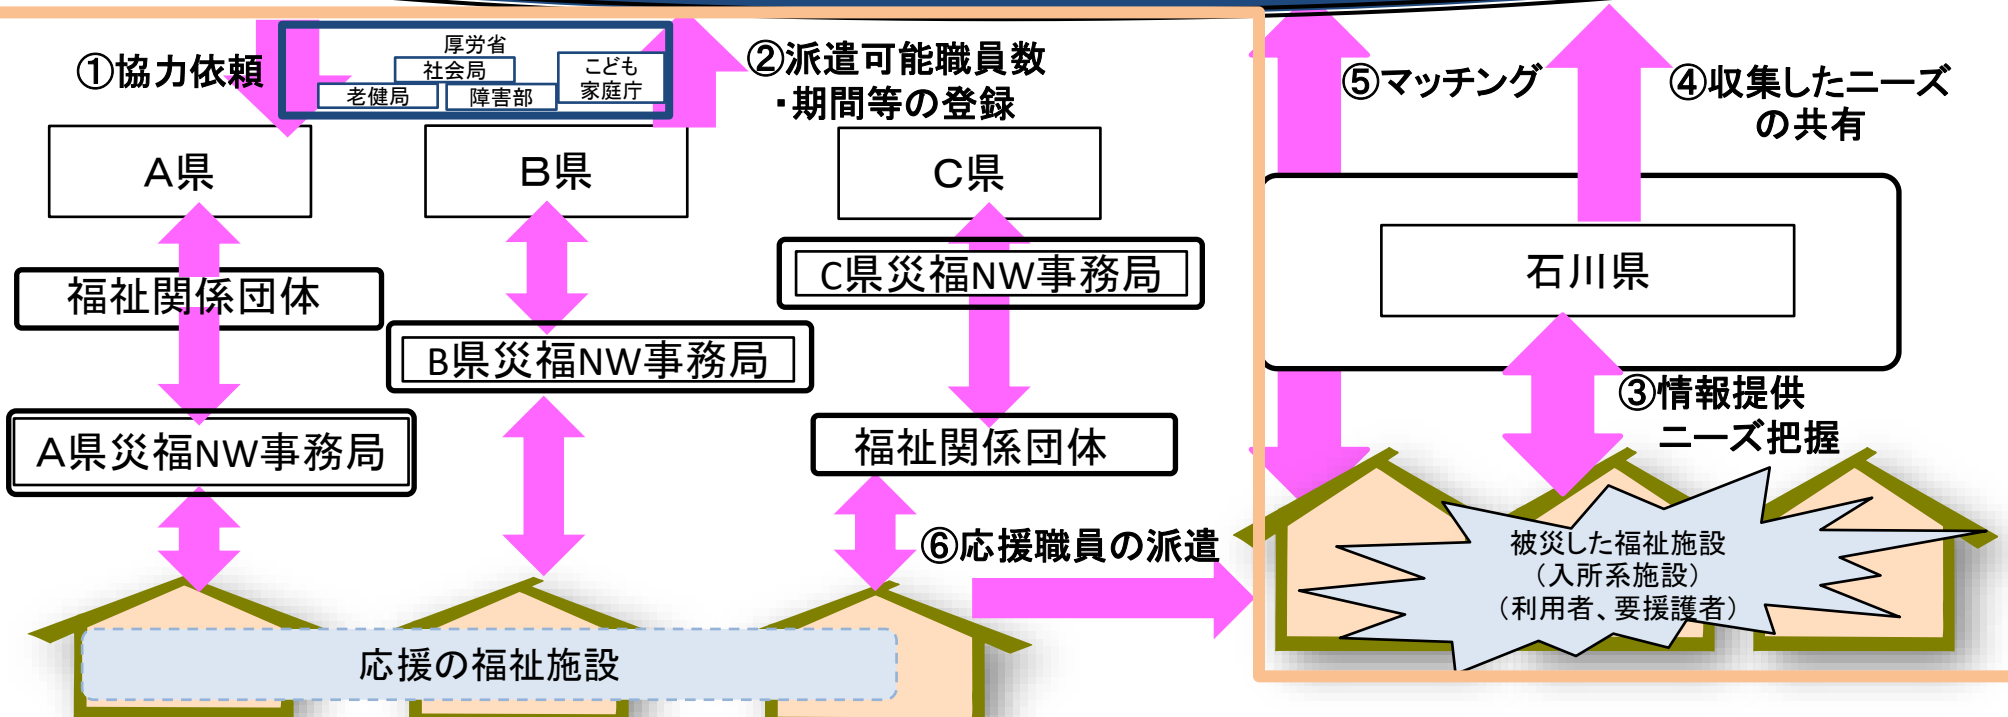 ①協力依頼
厚労省
社会局
老健局
障害部
こども
家庭庁
②派遣可能職員数
・期間等の登録
⑤マッチング
④収集したニーズ
の共有
A県
B県
C県
石川県
福祉関係団体
B県災福NW事務局
C県災福NW事務局
A県災福NW事務局
福祉関係団体
③情報提供
ニーズ把握
⑥応援職員の派遣
被災した福祉施設
（入所系施設）
（利用者、要援護者）
応援の福祉施設